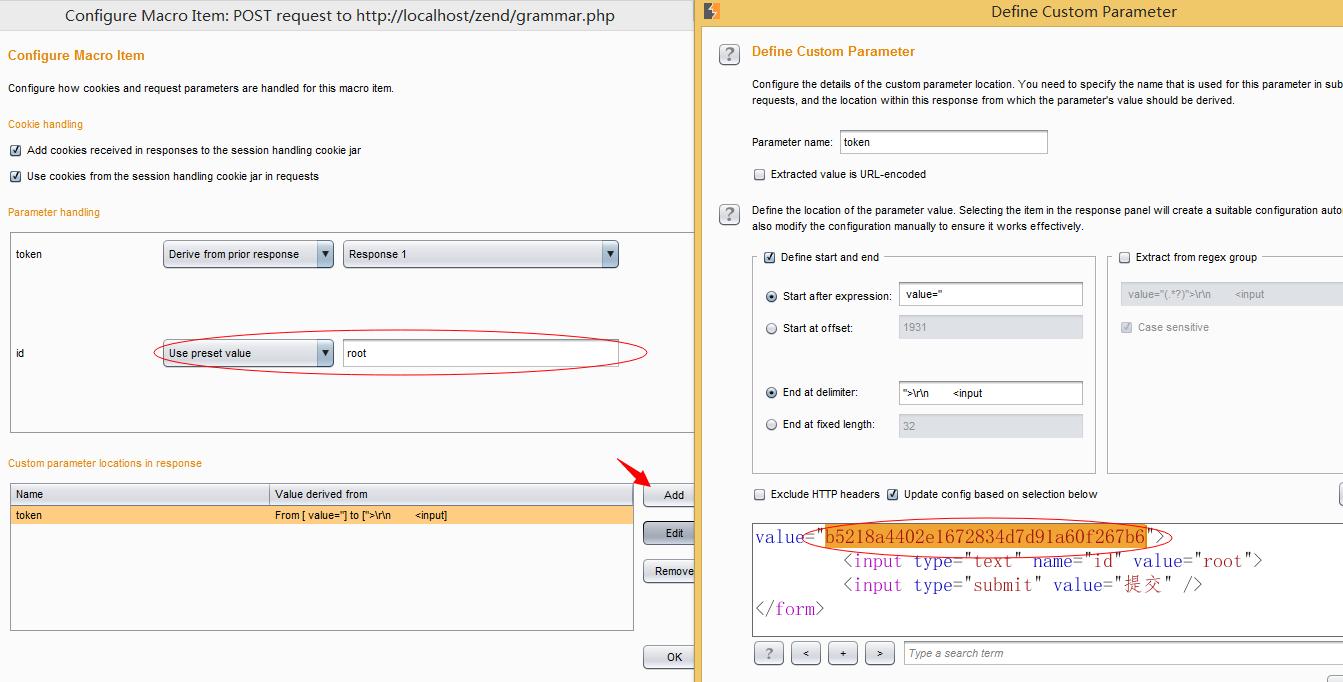 Configure Macro Item: POST request to http://localhost/zend/grammar.php
Configure Macro Item
Configure how cookies and request parameters are handled for this macro item.
Cookie handling
Add cookies received in responses to the session handling cookie jar
Use cookies from the session handling cookie jar in requests
Parameter handling
token
Derive from prior response
Response 1
id
Use preset value
root
Custom parameter locations in response
Name
Value derived from
token
From [ value="] to [">\r\n        <input]
Add
Edit
Remove
OK
Define Custom Parameter
?
Define Custom Parameter
Configure the details of the custom parameter location. You need to specify the name that is used for this parameter in sub
requests, and the location within this response from which the parameter's value should be derived.
Parameter name:
token
Extracted value is URL-encoded
?
Define the location of the parameter value. Selecting the item in the response panel will create a suitable configuration auto
also modify the configuration manually to ensure it works effectively.
Define start and end
Start after expression:
value="
Start at offset:
1931
End at delimiter:
">\r\n        <input
End at fixed length:
32
Extract from regex group
value="(.*?)">\r\n        <input
Case sensitive
Exclude HTTP headers
Update config based on selection below
value="b5218a4402e1672834d7d91a60f267b6">
<input type="text" name="id" value="root">
<input type="submit" value="提交" />
</form>
?
<
+
>
Type a search term